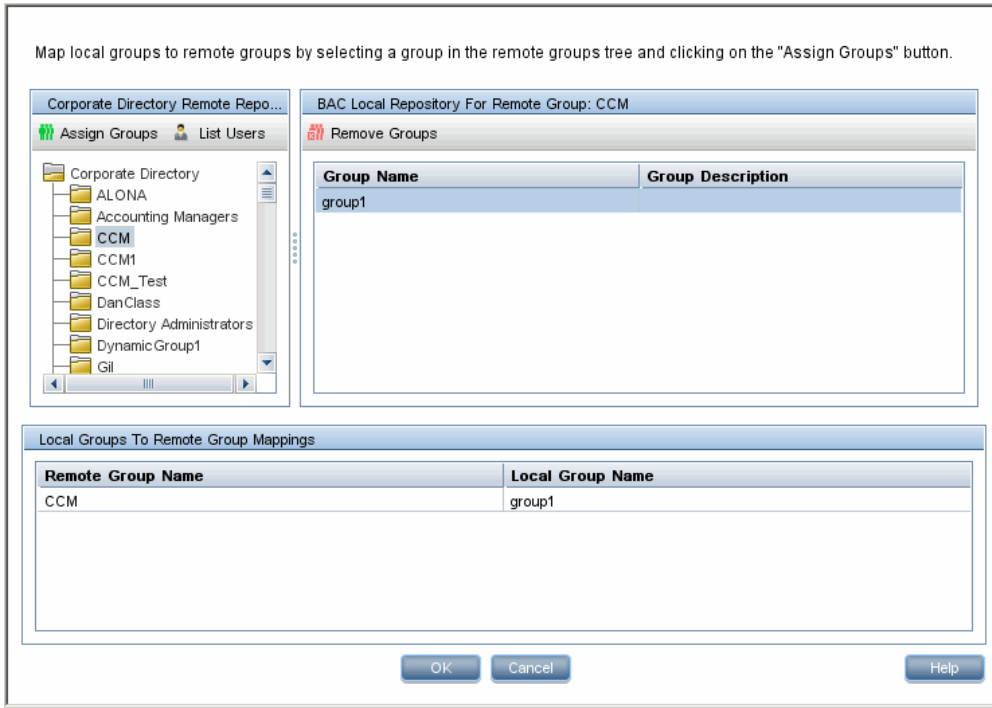 Map local groups to remote groups by selecting a group in the remote groups tree and clicking on the "Assign Groups" button.
Corporate Directory Remote Repo...
Assign Groups List Users
Corporate Directory
ALONA
Accounting Managers
CCM
CCM1
CCM_Test
DanClass
Directory Administrators
DynamicGroup1
Gil
BAC Local Repository For Remote Group: CCM
Remove Groups
Group Name Group Description
group1
Local Groups To Remote Group Mappings
Remote Group Name Local Group Name
CCM group1
OK Cancel Help